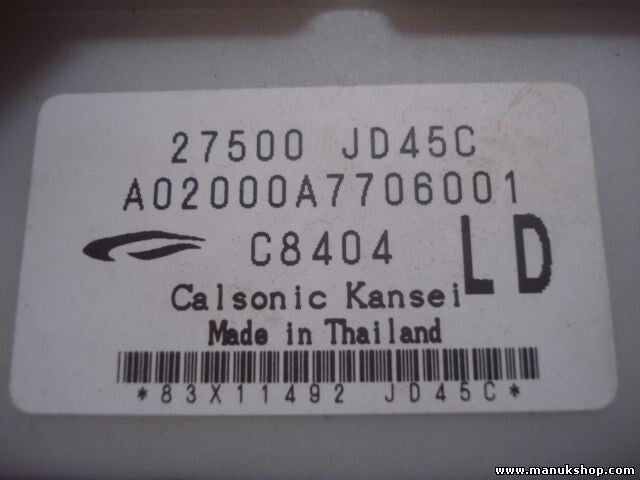 27500 JD45C
A02000A7706001
C8404
LD
Calsonic Kansei
Made in Thailand
*83X11492 JD45C*
www.manukshop.com